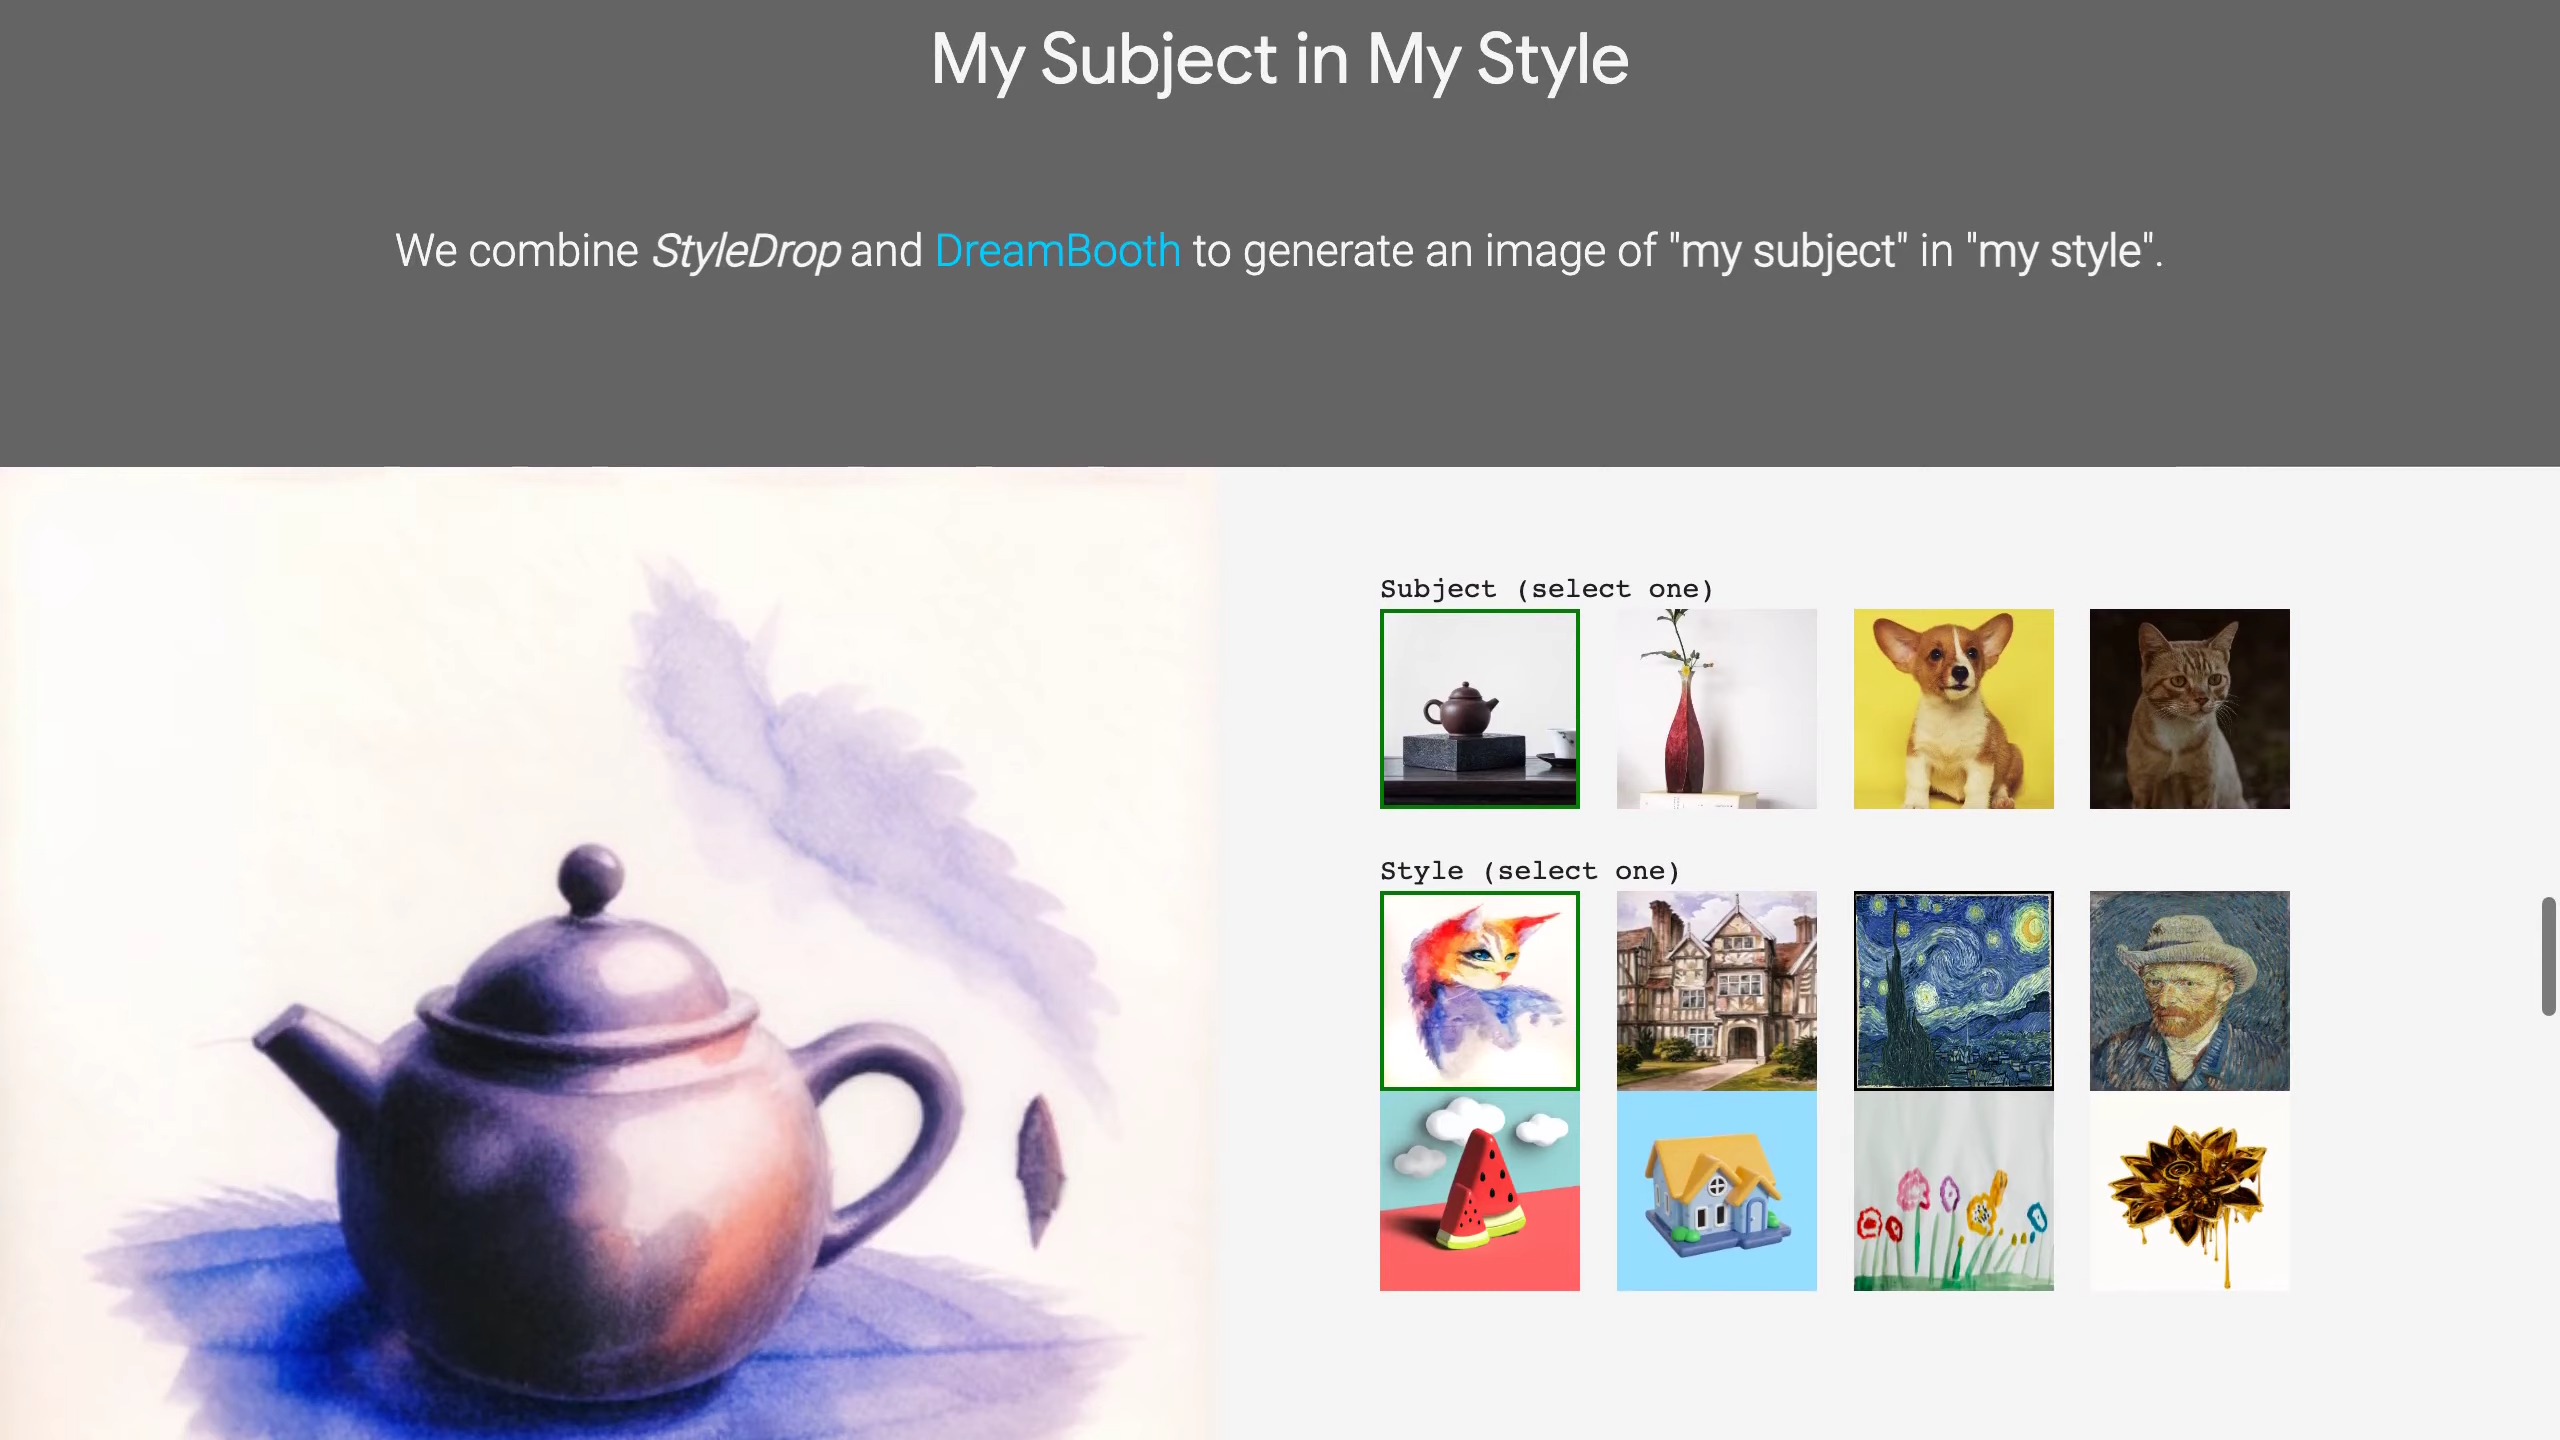 My Subject in My Style
We combine StyleDrop and DreamBooth to generate an image of "my subject" in "my style".
Subject (select one)
Style (select one)